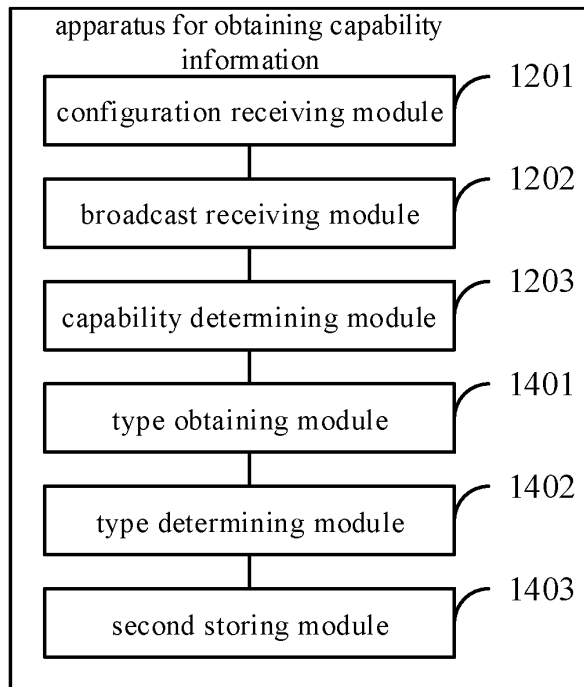 apparatus for obtaining capability
information
configuration receiving module
1201
broadcast receiving module
1202
capability determining module
1203
type obtaining module
1401
type determining module
1402
second storing module
1403